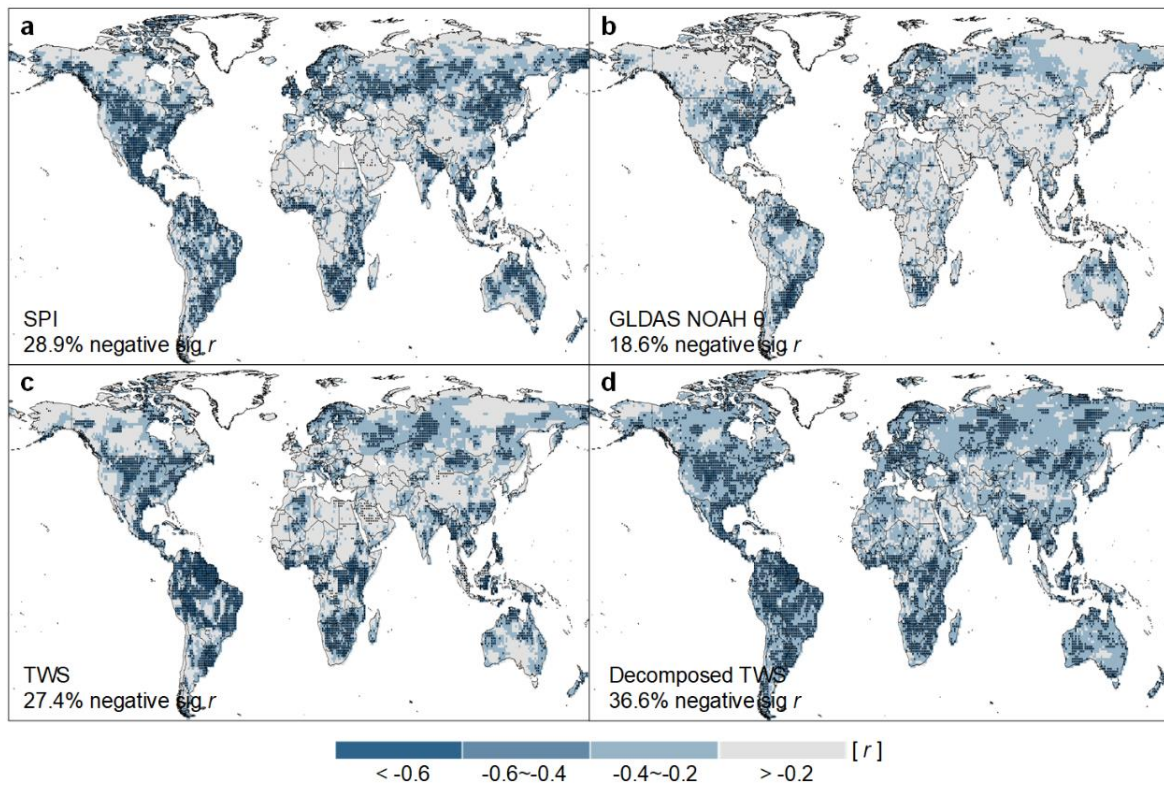 a
SPI
28.9% negative sig r
b
GLDAS NOAH θ
18.6% negative sig r
c
TWS
27.4% negative sig r
d
Decomposed TWS
36.6% negative sig r
[ r ]
< -0.6
-0.6~-0.4
-0.4~-0.2
> -0.2